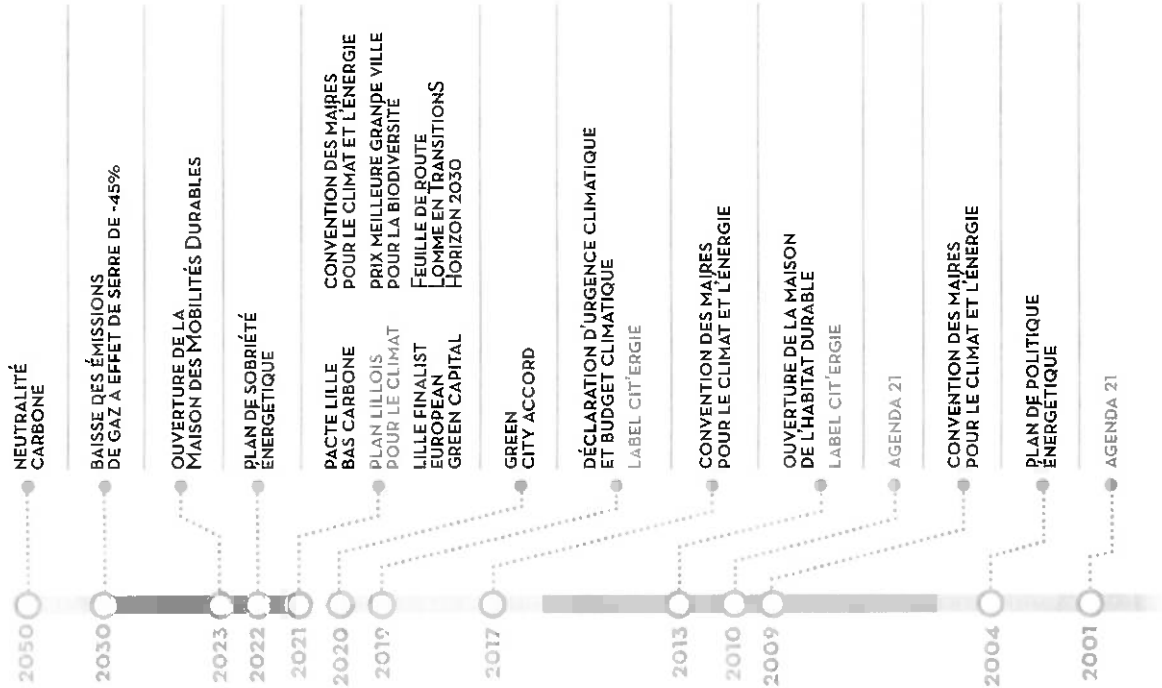 2050
NEUTRALITÉ
CARBONE
2030
BAISSE DES ÉMISSIONS
DE GAZ A EFFET DE SERRE DE -45%
2023
OUVERTURE DE LA
MAISON DES MOBILITÉS DURABLES
2022
PLAN DE SOBRIÉTÉ
ÉNERGÉTIQUE
2021
PACTE LILLE
BAS CARBONE
PLAN LILLOIS
POUR LE CLIMAT
LILLE FINALIST
EUROPEAN
GREEN CAPITAL
CONVENTION DES MAIRES
POUR LE CLIMAT ET L'ÉNERGIE
PRIX MEILLEURE GRANDE VILLE
POUR LA BIODIVERSITÉ
FEUILLE DE ROUTE
LOMME EN TRANSITIONS
HORIZON 2030
2020
GREEN
CITY ACCORD
2019
DÉCLARATION D'URGENCE CLIMATIQUE
ET BUDGET CLIMATIQUE
LABEL CIT'ERGIE
2017
CONVENTION DES MAIRES
POUR LE CLIMAT ET L'ÉNERGIE
2013
OUVERTURE DE LA MAISON
DE L'HABITAT DURABLE
LABEL CIT'ERGIE
2010
AGENDA 21
2009
CONVENTION DES MAIRES
POUR LE CLIMAT ET L'ÉNERGIE
2004
PLAN DE POLITIQUE
ÉNERGÉTIQUE
2001
AGENDA 21